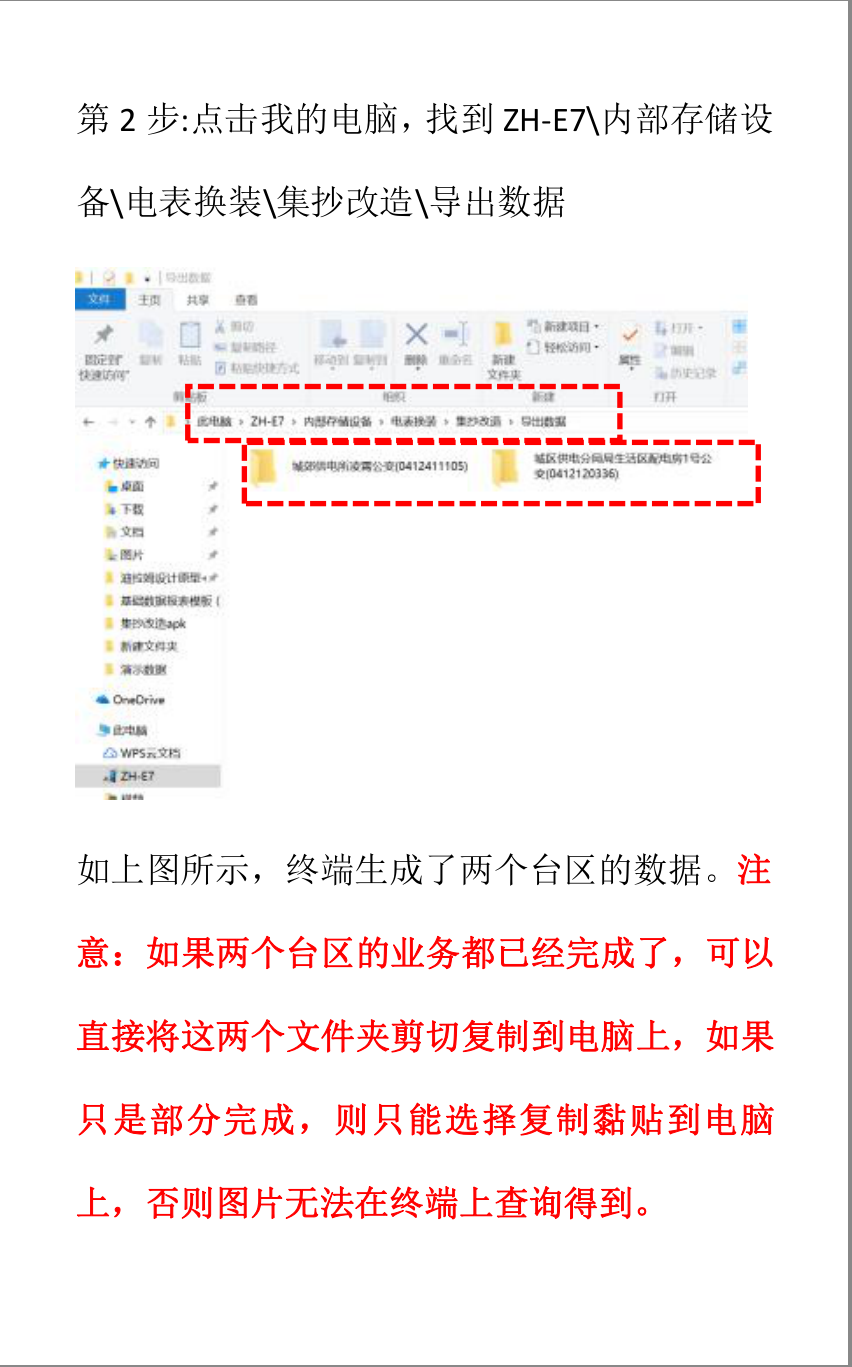 第 2 步:点击我的电脑，找到 ZH-E7\内部存储设
备\电表换装\集抄改造\导出数据
导出数据
文件 主页 共享 查看
剪切
复制路径
粘贴快捷方式
固定到"
快速访问"
复制 粘贴 移动到 复制到 删除 重命名
新建
文件夹
新建项目
轻松访问
属性
打开
编辑
历史记录
剪贴板 组织 新建 打开
此电脑 › ZH-E7 › 内部存储设备 › 电表换装 › 集抄改造 › 导出数据
快速访问
桌面
下载
文档
图片
迪拉姆设计原型
基础数据报表模板 (
集抄改造apk
新建文件夹
演示数据
OneDrive
此电脑
WPS云文档
ZH-E7
视频
城郊供电所凌霄公变(0412411105)
城区供电分局局生活区配电房1号公
变(0412120336)
如上图所示，终端生成了两个台区的数据。注
意：如果两个台区的业务都已经完成了，可以
直接将这两个文件夹剪切复制到电脑上，如果
只是部分完成，则只能选择复制黏贴到电脑
上，否则图片无法在终端上查询得到。